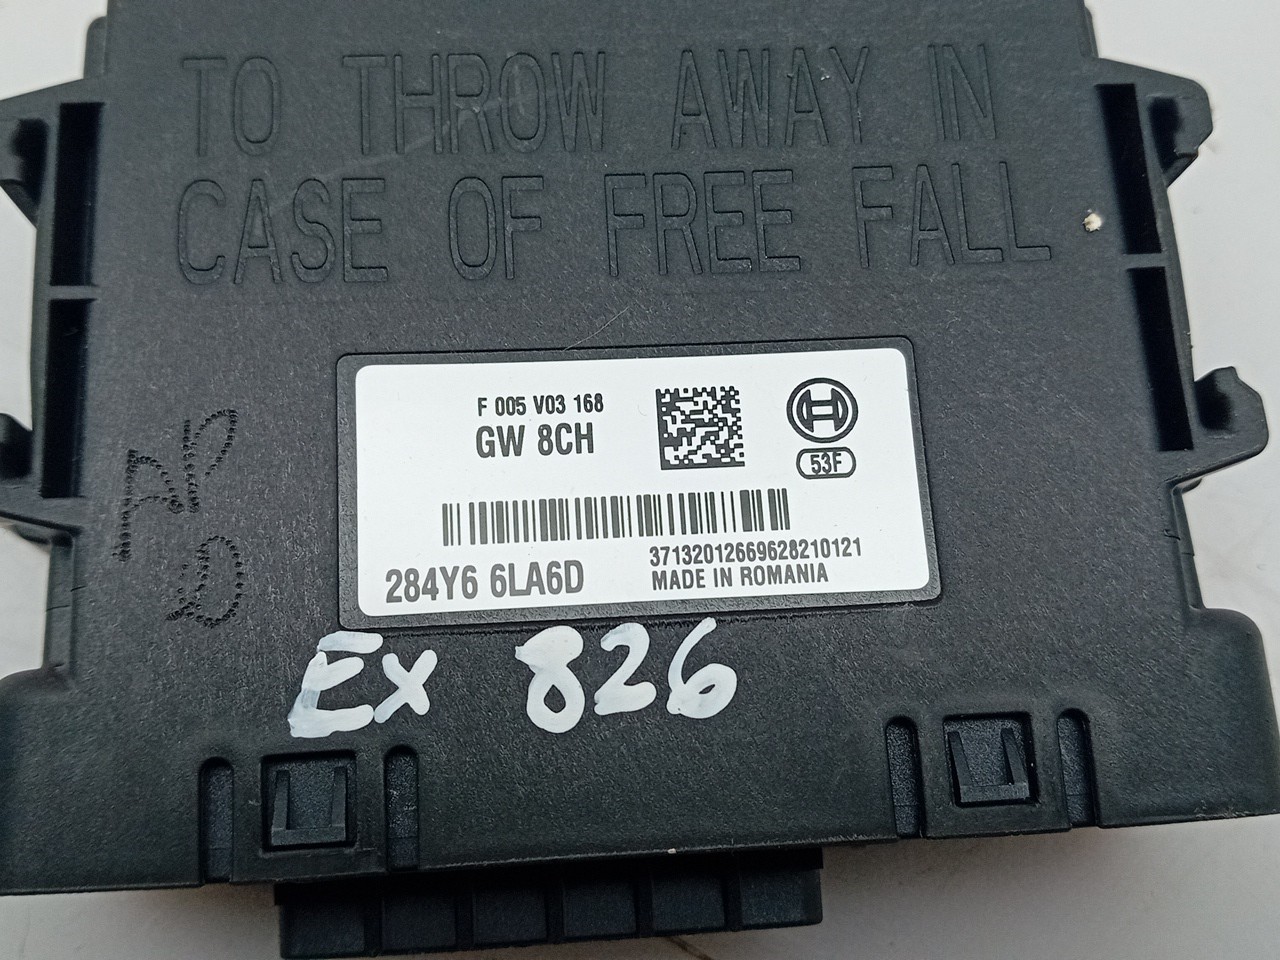 TO THROW AWAY IN
CASE OF FREE FALL
F 005 V03 168
GW 8CH
53F
37132012669628210121
284Y6 6LA6D
MADE IN ROMANIA
Ex 826